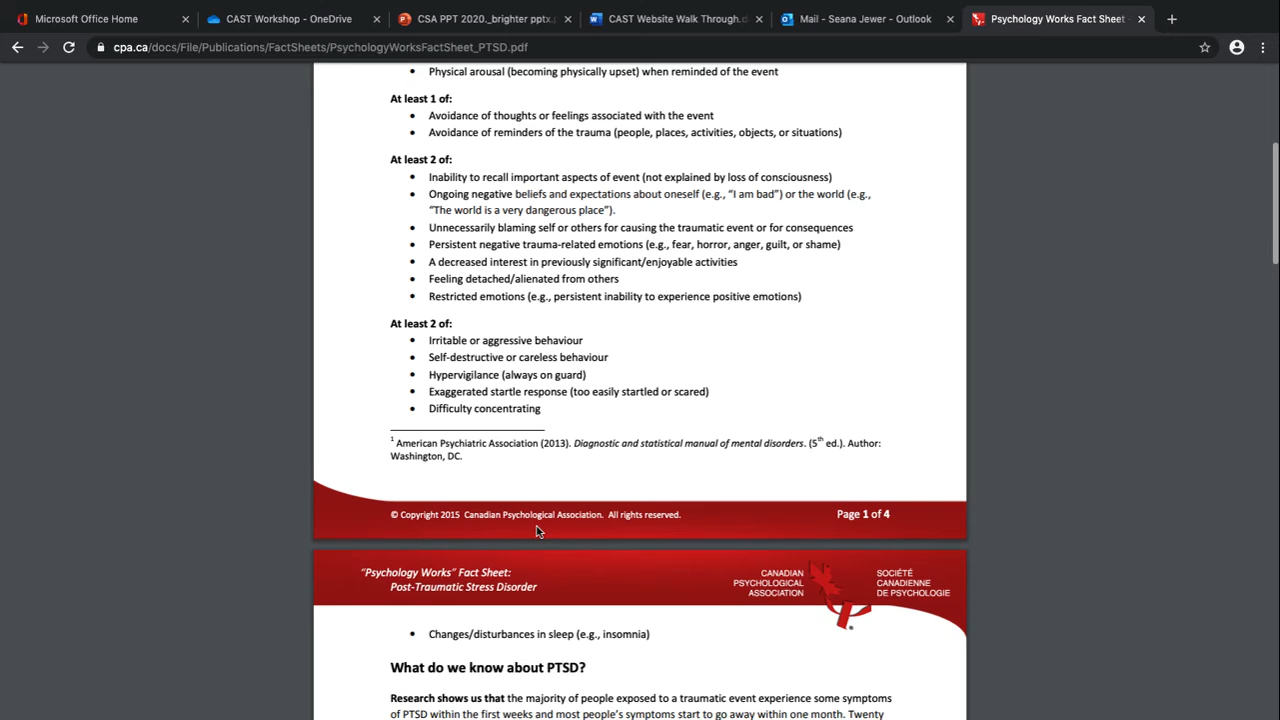 Microsoft Office Home
CAST Workshop - OneDrive
CSA PPT 2020._brighter pptx.
CAST Website Walk Through.d
Mail - Seana Jewer - Outlook
Psychology Works Fact Sheet -
cpa.ca/docs/File/Publications/FactSheets/PsychologyWorksFactSheet_PTSD.pdf
• Physical arousal (becoming physically upset) when reminded of the event
At least 1 of:
• Avoidance of thoughts or feelings associated with the event
• Avoidance of reminders of the trauma (people, places, activities, objects, or situations)
At least 2 of:
• Inability to recall important aspects of event (not explained by loss of consciousness)
• Ongoing negative beliefs and expectations about oneself (e.g., “I am bad”) or the world (e.g.,
“The world is a very dangerous place”).
• Unnecessarily blaming self or others for causing the traumatic event or for consequences
• Persistent negative trauma-related emotions (e.g., fear, horror, anger, guilt, or shame)
• A decreased interest in previously significant/enjoyable activities
• Feeling detached/alienated from others
• Restricted emotions (e.g., persistent inability to experience positive emotions)
At least 2 of:
• Irritable or aggressive behaviour
• Self-destructive or careless behaviour
• Hypervigilance (always on guard)
• Exaggerated startle response (too easily startled or scared)
• Difficulty concentrating
1 American Psychiatric Association (2013). Diagnostic and statistical manual of mental disorders. (5th ed.). Author:
Washington, DC.
© Copyright 2015 Canadian Psychological Association. All rights reserved.
Page 1 of 4
“Psychology Works” Fact Sheet:
Post-Traumatic Stress Disorder
CANADIAN
PSYCHOLOGICAL
ASSOCIATION
SOCIÉTÉ
CANADIENNE
DE PSYCHOLOGIE
• Changes/disturbances in sleep (e.g., insomnia)
What do we know about PTSD?
Research shows us that the majority of people exposed to a traumatic event experience some symptoms
of PTSD within the first weeks and most people’s symptoms start to go away within one month. Twenty